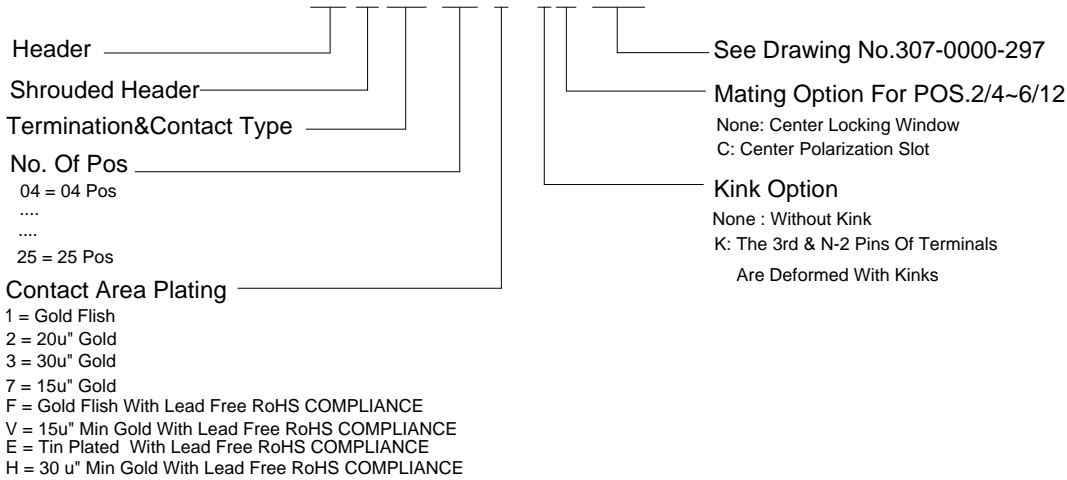 Header
Shrouded Header
Termination&Contact Type
No. Of Pos
04 = 04 Pos
....
....
25 = 25 Pos
Contact Area Plating
1 = Gold Flish
2 = 20u" Gold
3 = 30u" Gold
7 = 15u" Gold
F = Gold Flish With Lead Free RoHS COMPLIANCE
V = 15u" Min Gold With Lead Free RoHS COMPLIANCE
E = Tin Plated With Lead Free RoHS COMPLIANCE
H = 30 u" Min Gold With Lead Free RoHS COMPLIANCE
See Drawing No.307-0000-297
Mating Option For POS.2/4~6/12
None: Center Locking Window
C: Center Polarization Slot
Kink Option
None : Without Kink
K: The 3rd & N-2 Pins Of Terminals
Are Deformed With Kinks